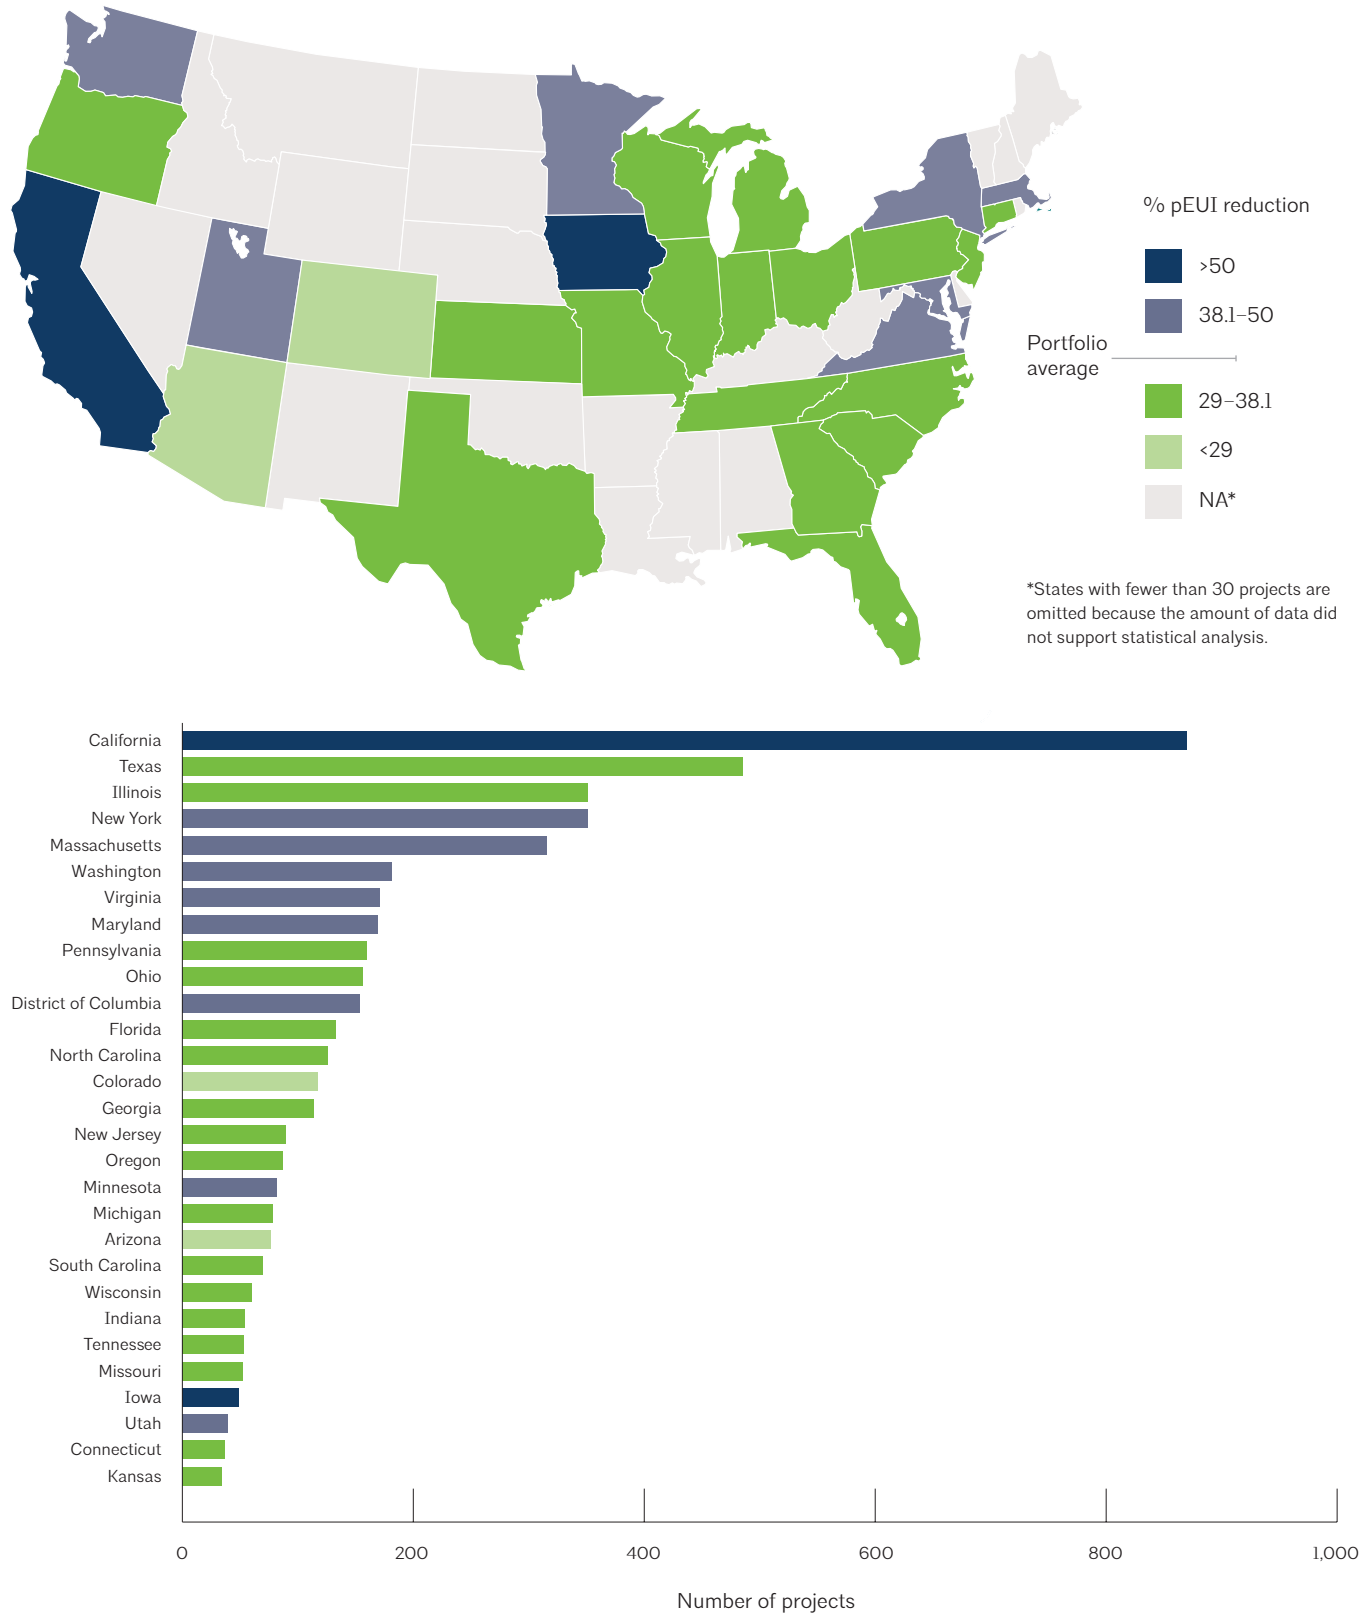 % pEUI reduction
>50
38.1–50
Portfolio
average
29–38.1
<29
NA*
*States with fewer than 30 projects are
omitted because the amount of data did
not support statistical analysis.
California
Texas
Illinois
New York
Massachusetts
Washington
Virginia
Maryland
Pennsylvania
Ohio
District of Columbia
Florida
North Carolina
Colorado
Georgia
New Jersey
Oregon
Minnesota
Michigan
Arizona
South Carolina
Wisconsin
Indiana
Tennessee
Missouri
Iowa
Utah
Connecticut
Kansas
0 200 400 600 800 1,000
Number of projects